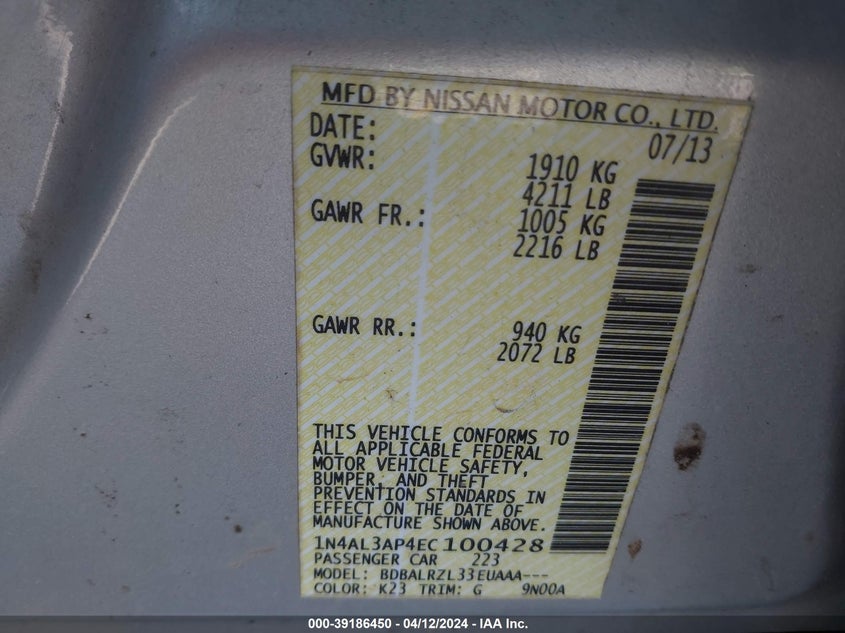 MFD BY NISSAN MOTOR CO., LTD.
DATE: 07/13
GVWR: 1910 KG
4211 LB
GAWR FR.: 1005 KG
2216 LB
GAWR RR.: 940 KG
2072 LB
THIS VEHICLE CONFORMS TO
ALL APPLICABLE FEDERAL
MOTOR VEHICLE SAFETY,
BUMPER, AND THEFT
PREVENTION STANDARDS IN
EFFECT ON THE DATE OF
MANUFACTURE SHOWN ABOVE.
1N4AL3AP4EC100428
PASSENGER CAR 223
MODEL: BDBALRZL33EUAAA---
COLOR: K23 TRIM: G 9N00A
000-39186450 - 04/12/2024 - IAA Inc.